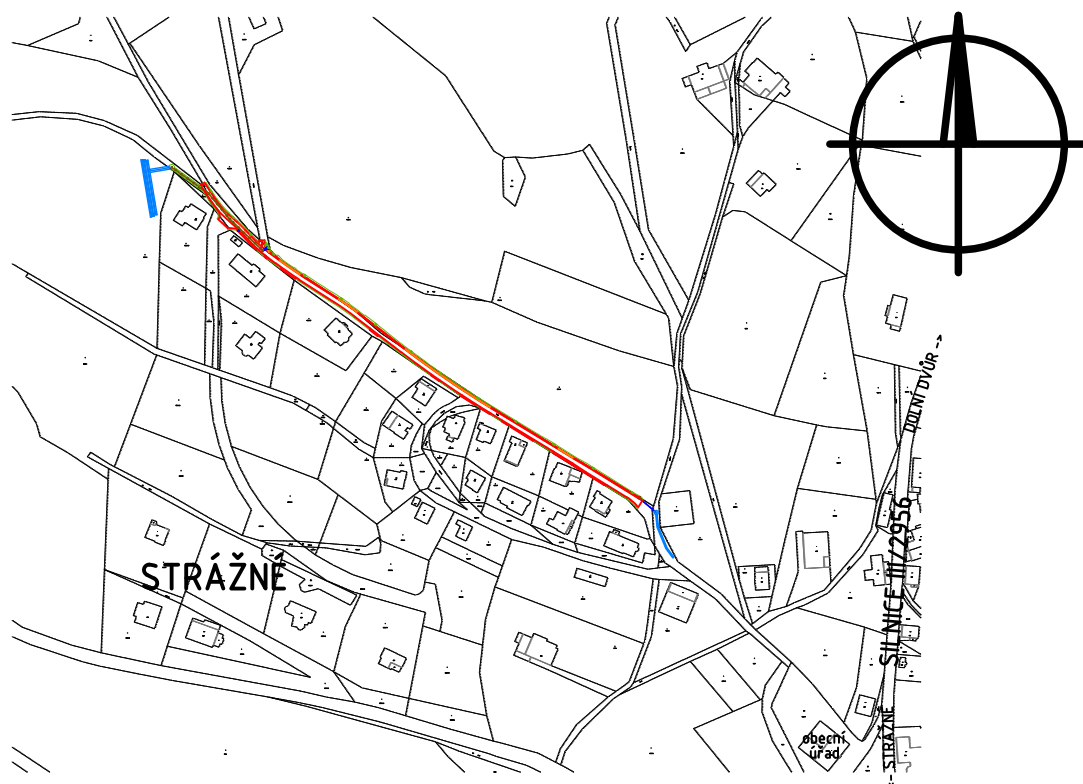 DOLNÍ DVŮR -->
SILNICE III/2956
STRÁŽNÉ
obecní
úřad
<-- STRÁŽNÉ